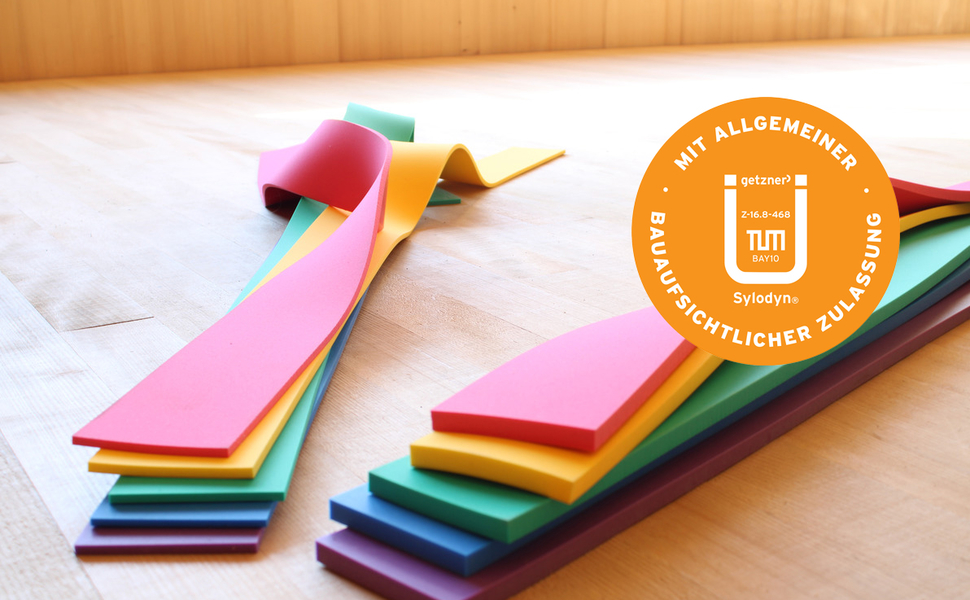 MIT ALLGEMEINER
getzner
Z-16.8-468
TUM
BAY10
Sylodyn®
BAUAUFSICHTLICHER ZULASSUNG